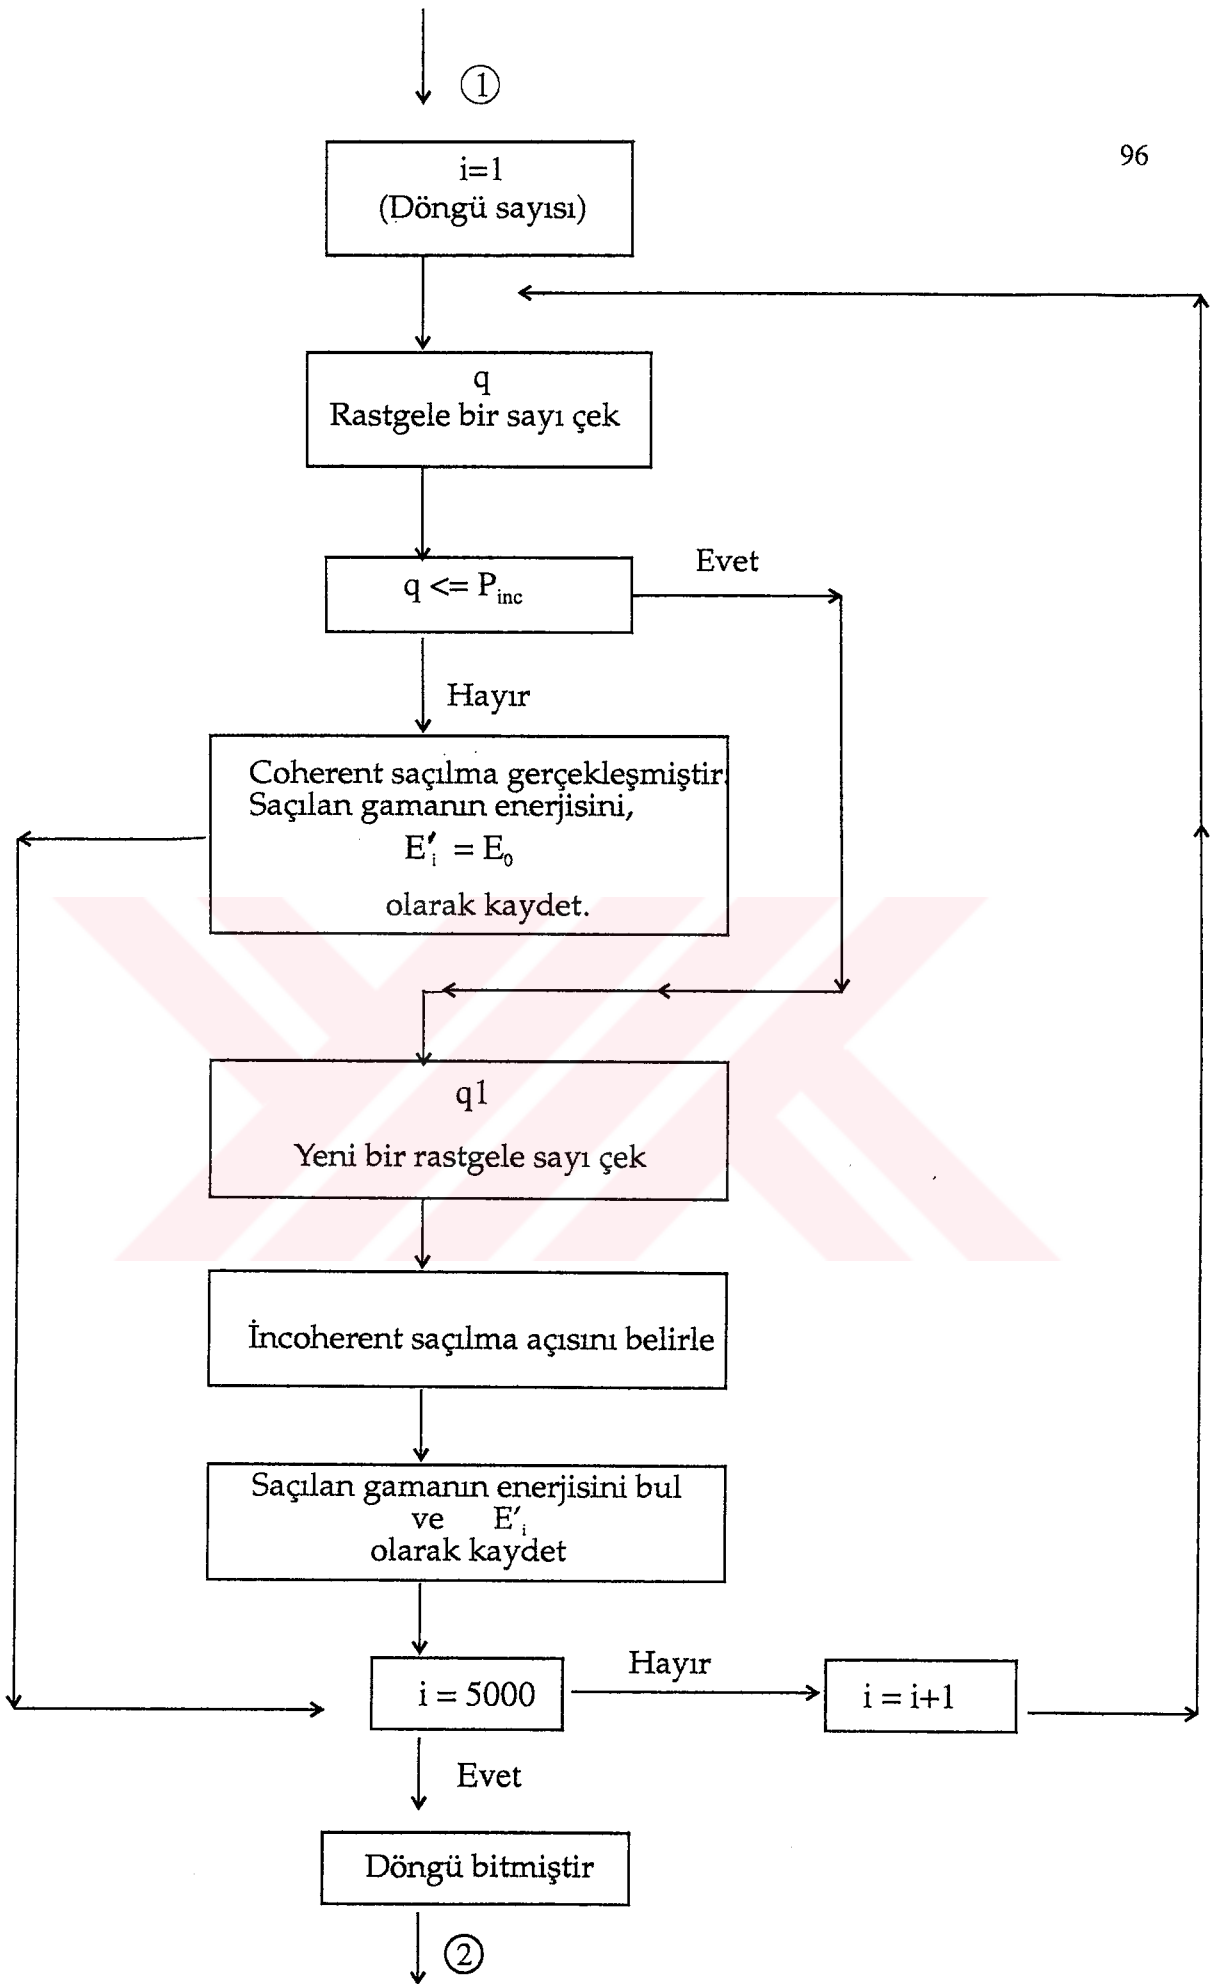 ①
96
i=1
(Döngü sayısı)
q
Rastgele bir sayı çek
q <= P_inc
Evet
Hayır
Coherent saçılma gerçekleşmiştir.
Saçılan gamanın enerjisini,
E′_i = E_0
olarak kaydet.
q1
Yeni bir rastgele sayı çek
İncoherent saçılma açısını belirle
Saçılan gamanın enerjisini bul
ve E′_i
olarak kaydet
i = 5000
Hayır
i = i+1
Evet
Döngü bitmiştir
②